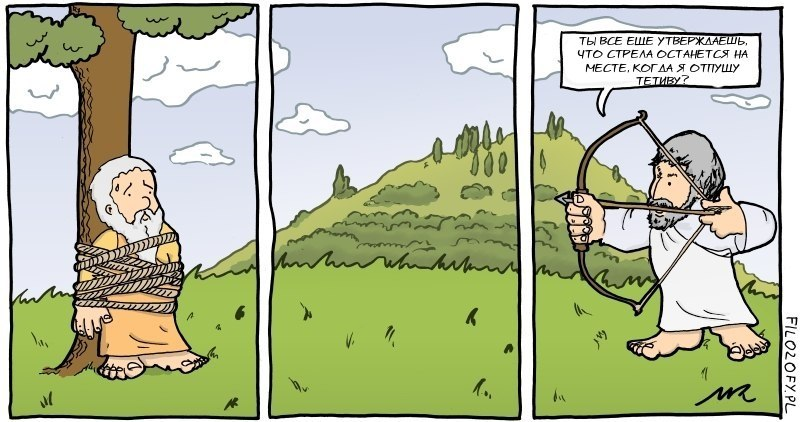 ТЫ ВСЕ ЕЩЕ УТВЕРЖДАЕШЬ,
ЧТО СТРЕЛА ОСТАНЕТСЯ НА
МЕСТЕ, КОГДА Я ОТПУЩУ
ТЕТИВУ?
FILOZOFY.PL